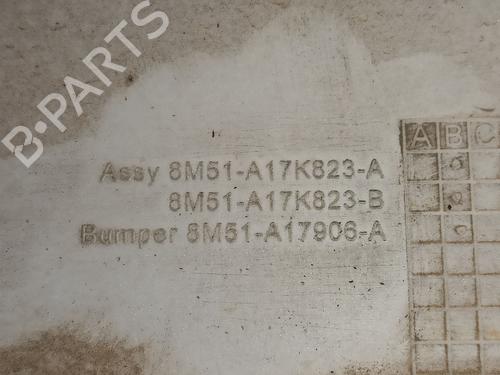 B-PARTS
Assy 8M51-A17K823-A
8M51-A17K823-B
Bumper 8M51-A17906-A
A B C